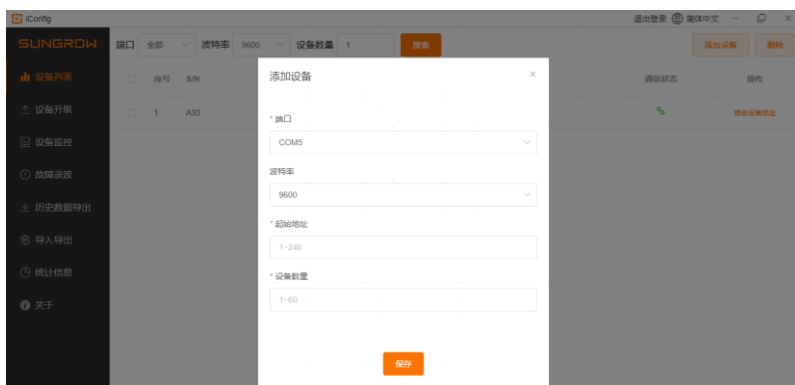 iConfig 退出登录 简体中文
SUNGROW 端口 全部 波特率 9600 设备数量 1 搜索 添加设备 删除
设备列表 序号 S/N 通信状态 操作
设备升级 1 A33 修改设备地址
设备监控
故障录波
历史数据导出
导入导出
统计信息
关于
添加设备
* 端口
COM5
波特率
9600
* 起始地址
1~246
* 设备数量
1~60
保存